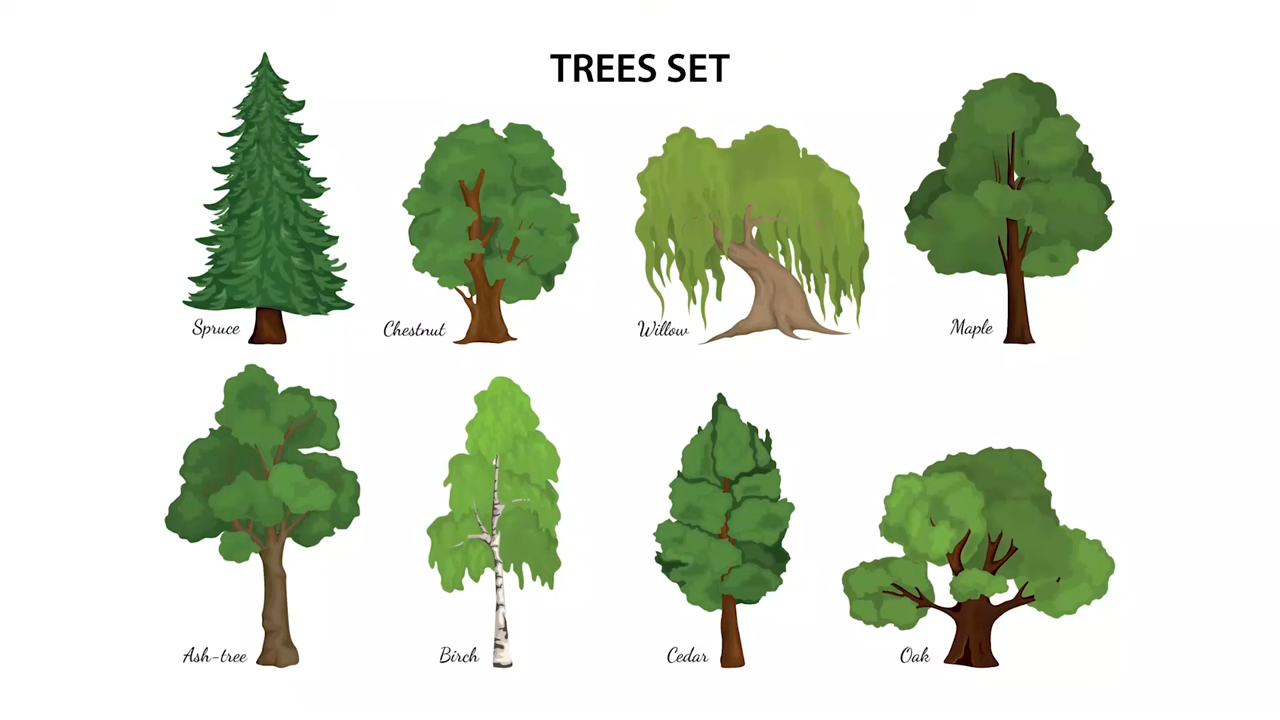 TREES SET
Spruce
Chestnut
Willow
Maple
Ash-tree
Birch
Cedar
Oak